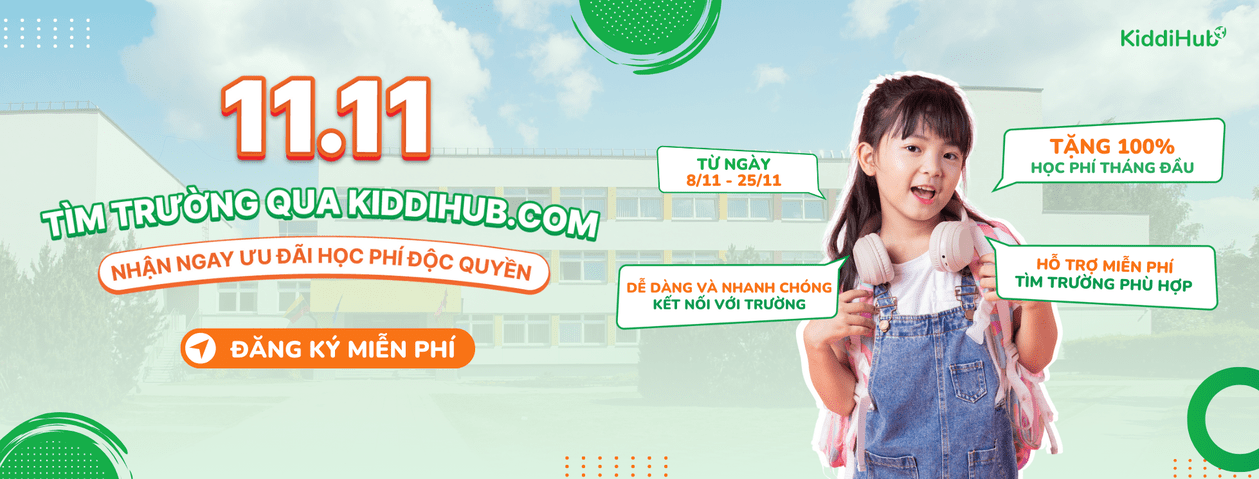 11.11
TÌM TRƯỜNG QUA KIDDIHUB.COM
NHẬN NGAY ƯU ĐÃI HỌC PHÍ ĐỘC QUYỀN
ĐĂNG KÝ MIỄN PHÍ
KiddiHub
TỪ NGÀY
8/11 - 25/11
TẶNG 100%
HỌC PHÍ THÁNG ĐẦU
DỄ DÀNG VÀ NHANH CHÓNG
KẾT NỐI VỚI TRƯỜNG
HỖ TRỢ MIỄN PHÍ
TÌM TRƯỜNG PHÙ HỢP